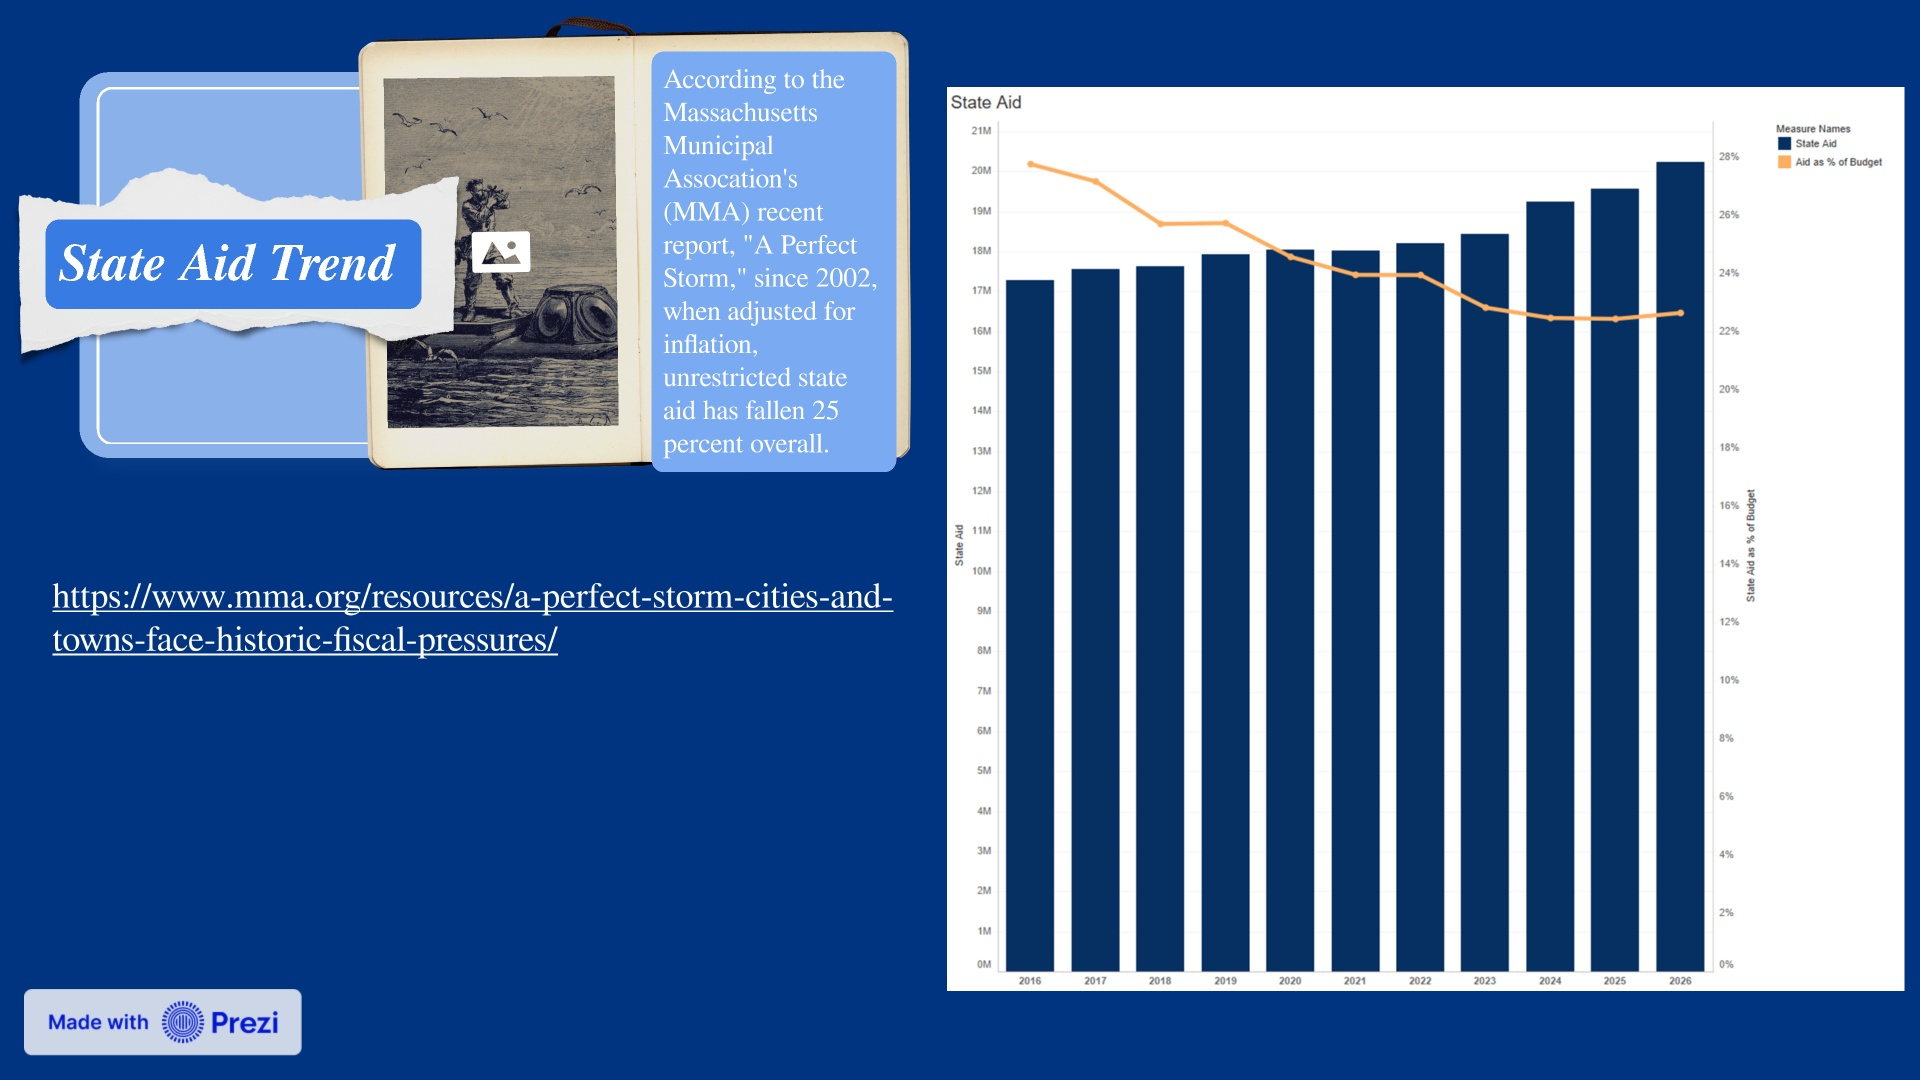 State Aid Trend
According to the
Massachusetts
Municipal
Assocation's
(MMA) recent
report, "A Perfect
Storm," since 2002,
when adjusted for
inflation,
unrestricted state
aid has fallen 25
percent overall.
https://www.mma.org/resources/a-perfect-storm-cities-and-
towns-face-historic-fiscal-pressures/
Made with Prezi
State Aid
Measure Names
State Aid
Aid as % of Budget
State Aid
21M
20M
19M
18M
17M
16M
15M
14M
13M
12M
11M
10M
9M
8M
7M
6M
5M
4M
3M
2M
1M
0M
28%
26%
24%
22%
20%
18%
16%
14%
12%
10%
8%
6%
4%
2%
0%
State Aid as % of Budget
2016 2017 2018 2019 2020 2021 2022 2023 2024 2025 2026